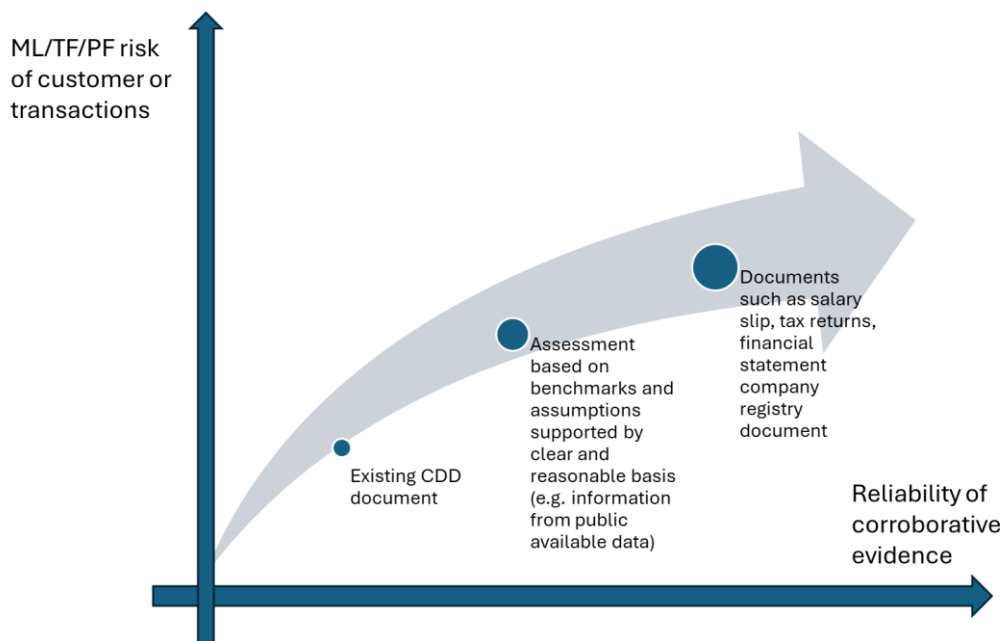 ML/TF/PF risk
of customer or
transactions
Documents
such as salary
slip, tax returns,
financial
statement
company
registry
document
Assessment
based on
benchmarks and
assumptions
supported by
clear and
reasonable basis
(e.g. information
from public
available data)
Existing CDD
document
Reliability of
corroborative
evidence